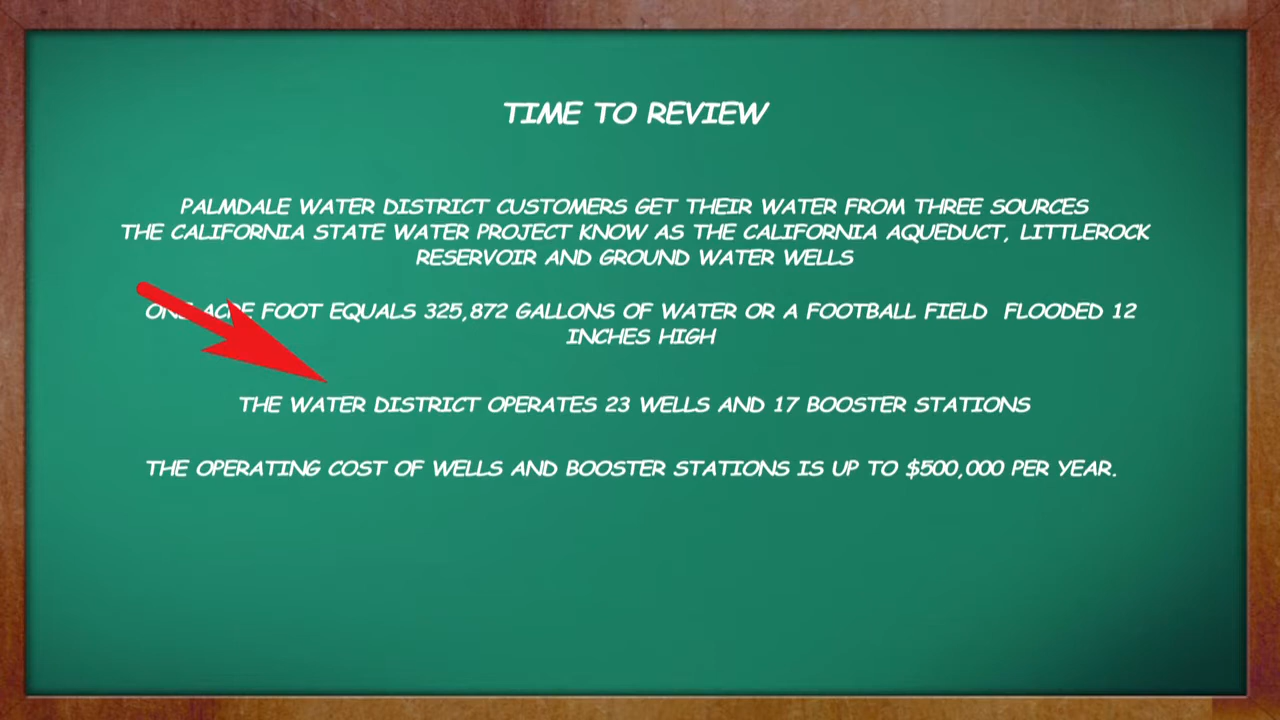 TIME TO REVIEW
PALMDALE WATER DISTRICT CUSTOMERS GET THEIR WATER FROM THREE SOURCES
THE CALIFORNIA STATE WATER PROJECT KNOW AS THE CALIFORNIA AQUEDUCT, LITTLEROCK
RESERVOIR AND GROUND WATER WELLS
ONE ACRE FOOT EQUALS 325,872 GALLONS OF WATER OR A FOOTBALL FIELD FLOODED 12
INCHES HIGH
THE WATER DISTRICT OPERATES 23 WELLS AND 17 BOOSTER STATIONS
THE OPERATING COST OF WELLS AND BOOSTER STATIONS IS UP TO $500,000 PER YEAR.